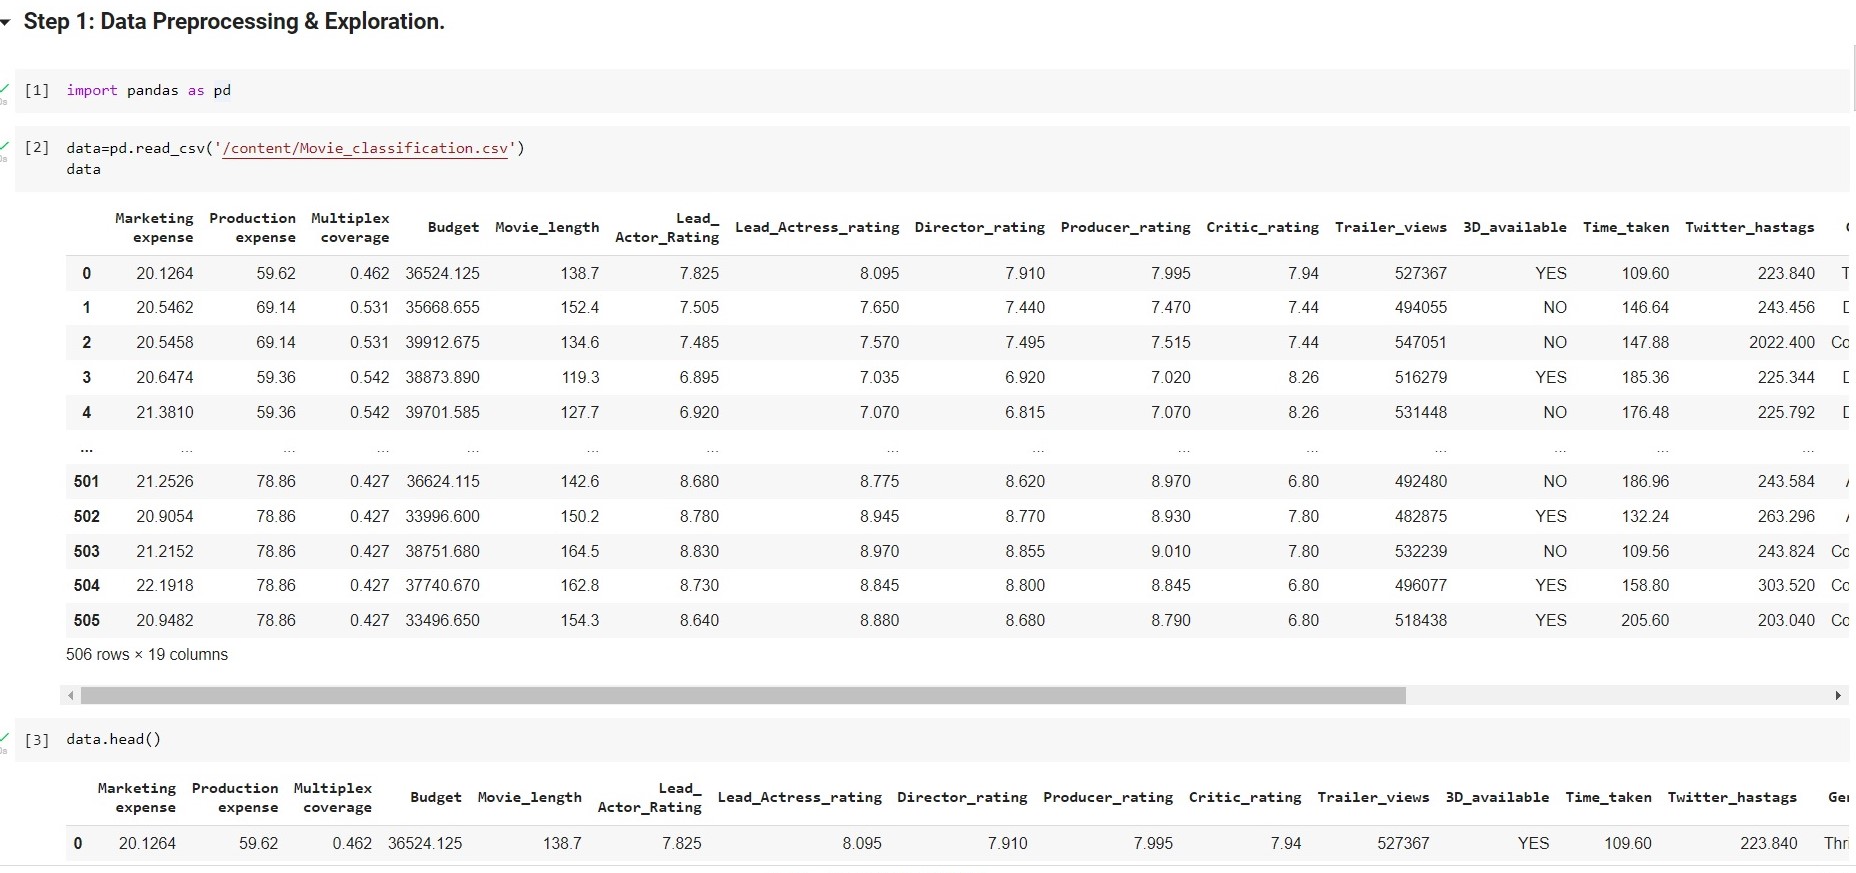 Step 1: Data Preprocessing & Exploration.
[1] import pandas as pd
[2] data=pd.read_csv('/content/Movie_classification.csv')
data
Marketing expense Production expense Multiplex coverage Budget Movie_length Lead_ Actor_Rating Lead_Actress_rating Director_rating Producer_rating Critic_rating Trailer_views 3D_available Time_taken Twitter_hastags
0 20.1264 59.62 0.462 36524.125 138.7 7.825 8.095 7.910 7.995 7.94 527367 YES 109.60 223.840
1 20.5462 69.14 0.531 35668.655 152.4 7.505 7.650 7.440 7.470 7.44 494055 NO 146.64 243.456
2 20.5458 69.14 0.531 39912.675 134.6 7.485 7.570 7.495 7.515 7.44 547051 NO 147.88 2022.400 Co
3 20.6474 59.36 0.542 38873.890 119.3 6.895 7.035 6.920 7.020 8.26 516279 YES 185.36 225.344
4 21.3810 59.36 0.542 39701.585 127.7 6.920 7.070 6.815 7.070 8.26 531448 NO 176.48 225.792
... ... ... ... ... ... ... ... ... ... ... ... ... ... ...
501 21.2526 78.86 0.427 36624.115 142.6 8.680 8.775 8.620 8.970 6.80 492480 NO 186.96 243.584
502 20.9054 78.86 0.427 33996.600 150.2 8.780 8.945 8.770 8.930 7.80 482875 YES 132.24 263.296
503 21.2152 78.86 0.427 38751.680 164.5 8.830 8.970 8.855 9.010 7.80 532239 NO 109.56 243.824 Co
504 22.1918 78.86 0.427 37740.670 162.8 8.730 8.845 8.800 8.845 6.80 496077 YES 158.80 303.520 Co
505 20.9482 78.86 0.427 33496.650 154.3 8.640 8.880 8.680 8.790 6.80 518438 YES 205.60 203.040 Co
506 rows × 19 columns
[3] data.head()
Marketing expense Production expense Multiplex coverage Budget Movie_length Lead_ Actor_Rating Lead_Actress_rating Director_rating Producer_rating Critic_rating Trailer_views 3D_available Time_taken Twitter_hastags Ge
0 20.1264 59.62 0.462 36524.125 138.7 7.825 8.095 7.910 7.995 7.94 527367 YES 109.60 223.840 Thr